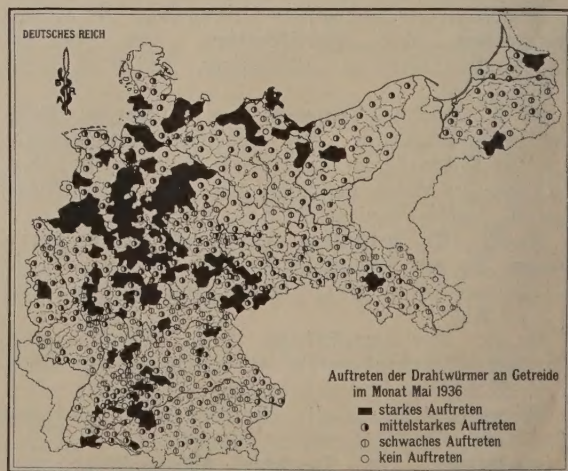 DEUTSCHES REICH
Auftreten der Drahtwürmer an Getreide
im Monat Mai 1936
starkes Auftreten
mittelstarkes Auftreten
schwaches Auftreten
kein Auftreten